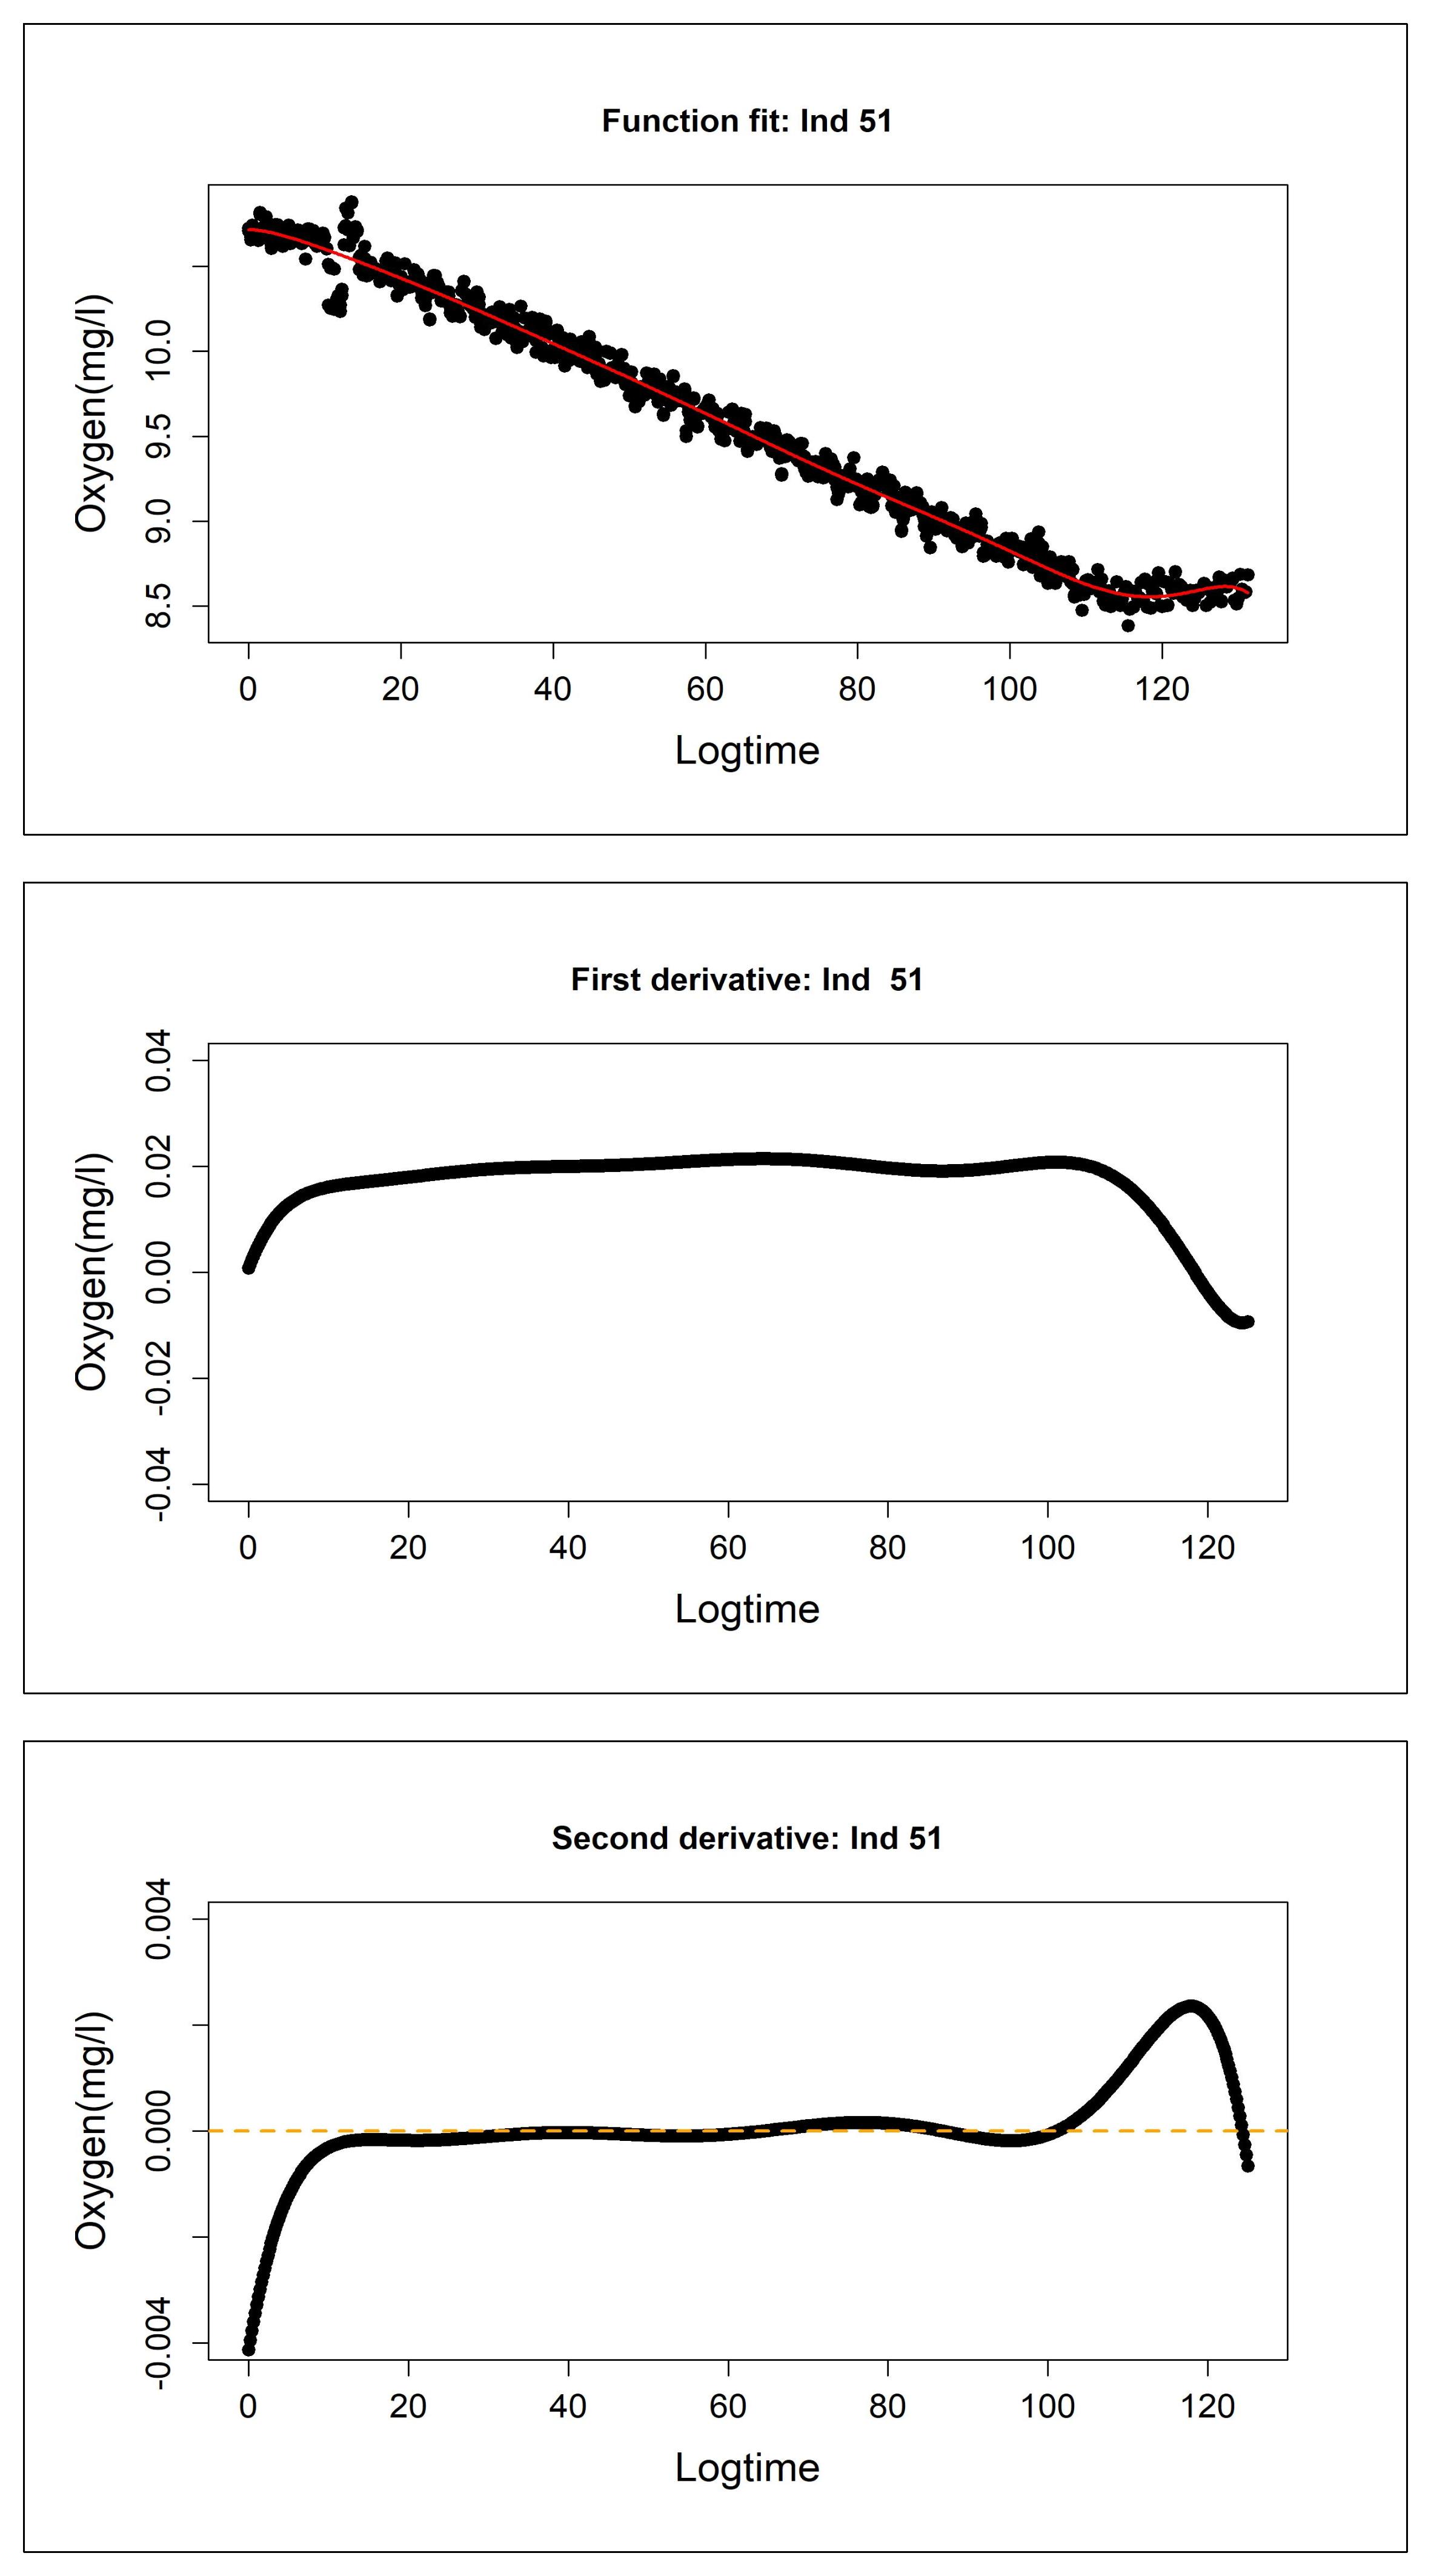 Function fit: Ind 51
Oxygen(mg/l)
10.0
9.5
9.0
8.5
0 20 40 60 80 100 120
Logtime
First derivative: Ind  51
Oxygen(mg/l)
0.04
0.02
0.00
-0.02
-0.04
0 20 40 60 80 100 120
Logtime
Second derivative: Ind 51
Oxygen(mg/l)
0.004
0.000
-0.004
0 20 40 60 80 100 120
Logtime